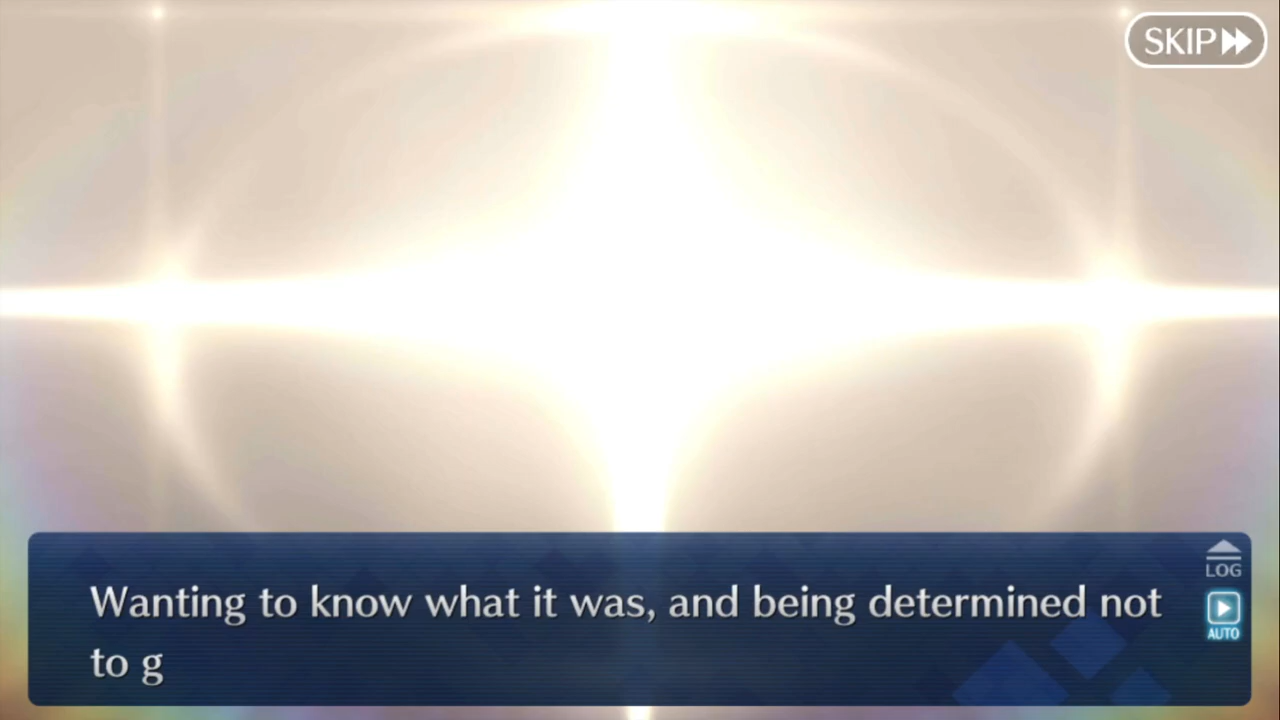 SKIP
Wanting to know what it was, and being determined not
to g
LOG
AUTO